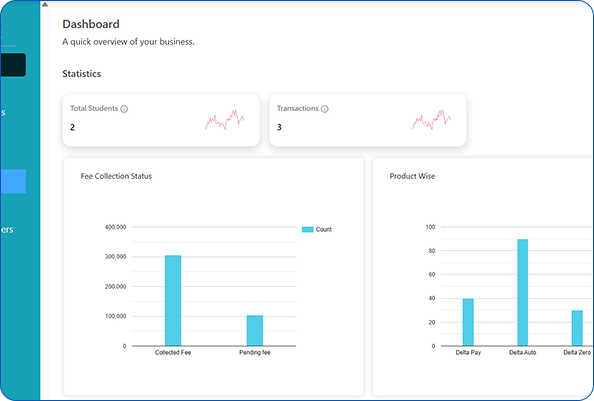 Dashboard
A quick overview of your business.
Statistics
Total Students
2
Transactions
3
s
ers
Fee Collection Status
400,000
300,000
200,000
100,000
0
Collected Fee
Pending fee
Count
Product Wise
100
80
60
40
20
0
Delta Pay
Delta Auto
Delta Zero